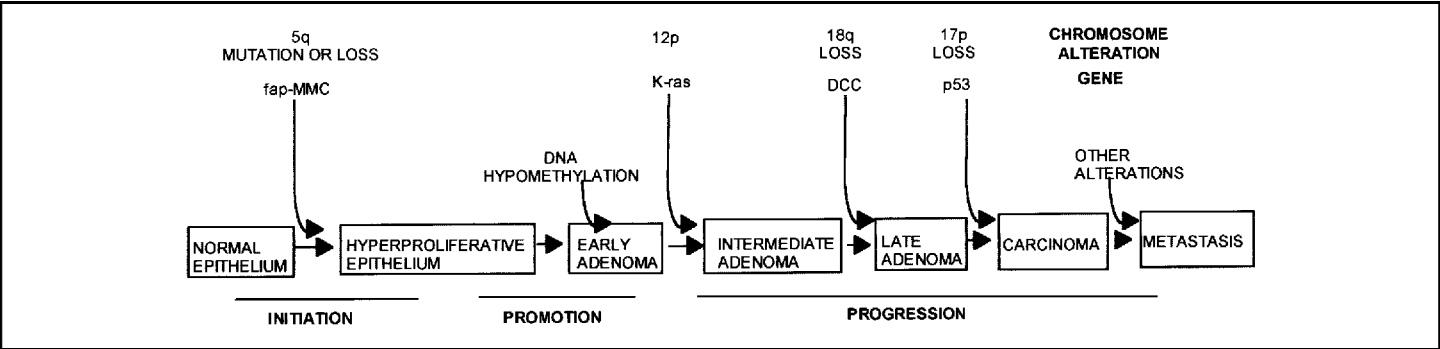 5q
MUTATION OR LOSS
fap-MMC
12p
K-ras
18q
LOSS
DCC
17p
LOSS
p53
CHROMOSOME
ALTERATION
GENE
DNA
HYPOMETHYLATION
OTHER
ALTERATIONS
NORMAL
EPITHELIUM
HYPERPROLIFERATIVE
EPITHELIUM
EARLY
ADENOMA
INTERMEDIATE
ADENOMA
LATE
ADENOMA
CARCINOMA
METASTASIS
INITIATION
PROMOTION
PROGRESSION